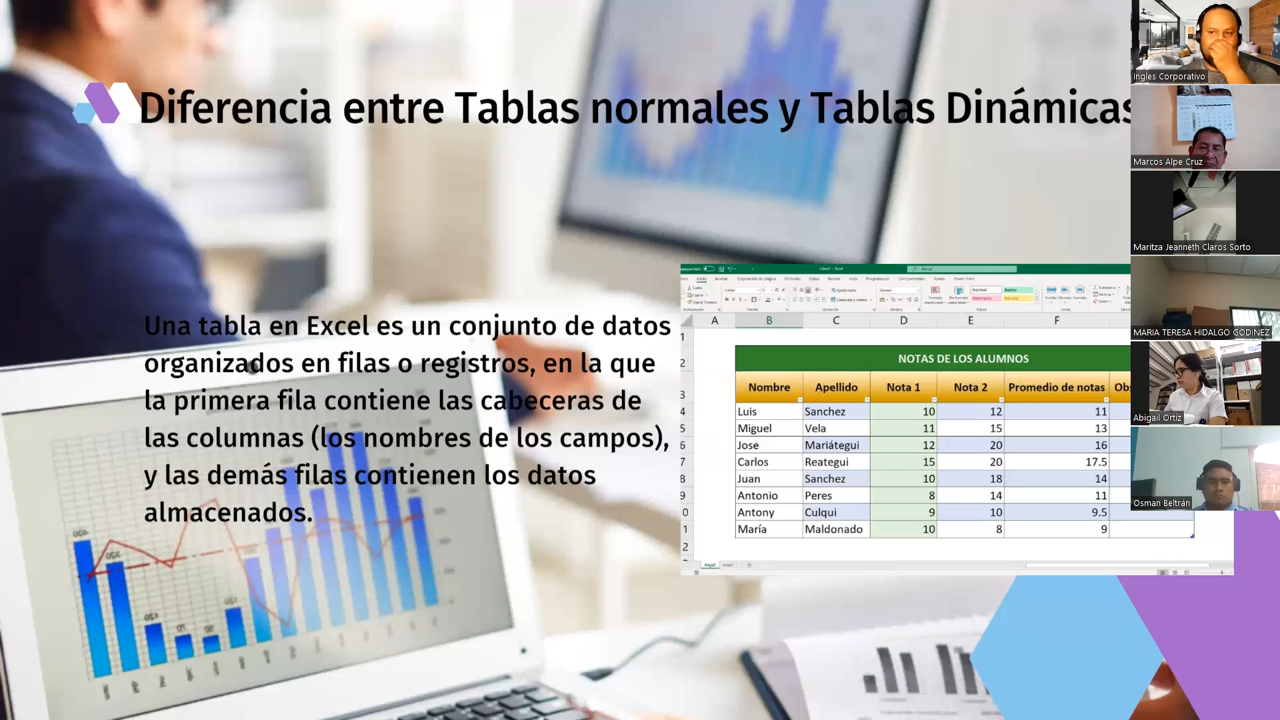 Diferencia entre Tablas normales y Tablas Dinámicas
Una tabla en Excel es un conjunto de datos
organizados en filas o registros, en la que
la primera fila contiene las cabeceras de
las columnas (los nombres de los campos),
y las demás filas contienen los datos
almacenados.
A B C D E F
NOTAS DE LOS ALUMNOS
Nombre Apellido Nota 1 Nota 2 Promedio de notas
Luis Sanchez 10 12 11
Miguel Vela 11 15 13
Jose Mariátegui 12 20 16
Carlos Reategui 15 20 17.5
Juan Sanchez 10 18 14
Antonio Peres 8 14 11
Antony Culqui 9 10 9.5
María Maldonado 10 8 9
Ingles Corporativo
Marcos Alpe Cruz
Maritza Jeanneth Claros Sorto
MARIA TERESA HIDALGO GODINEZ
Abigail Ortiz
Osman Beltrán